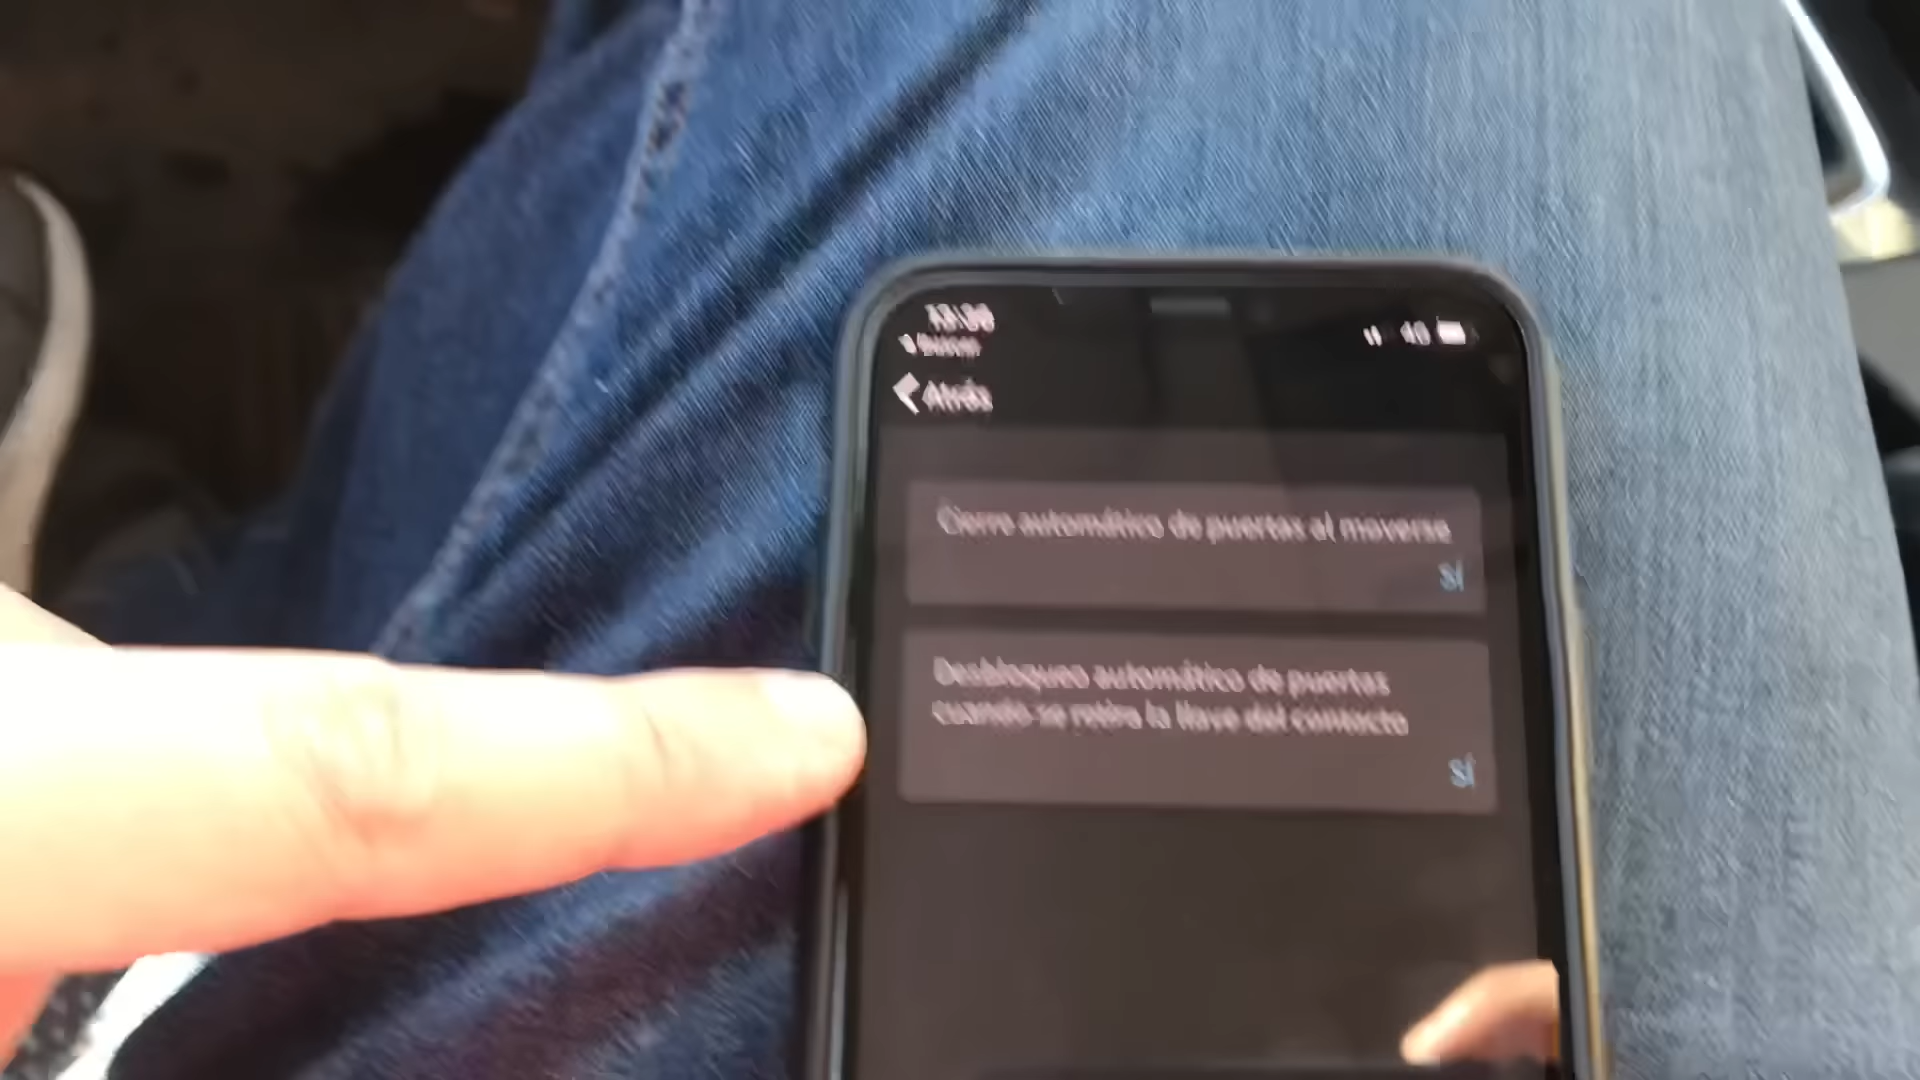 Atrás
Cierre automático de puertas al moverse
Sí
Desbloqueo automático de puertas
cuando se retira la llave del contacto
Sí